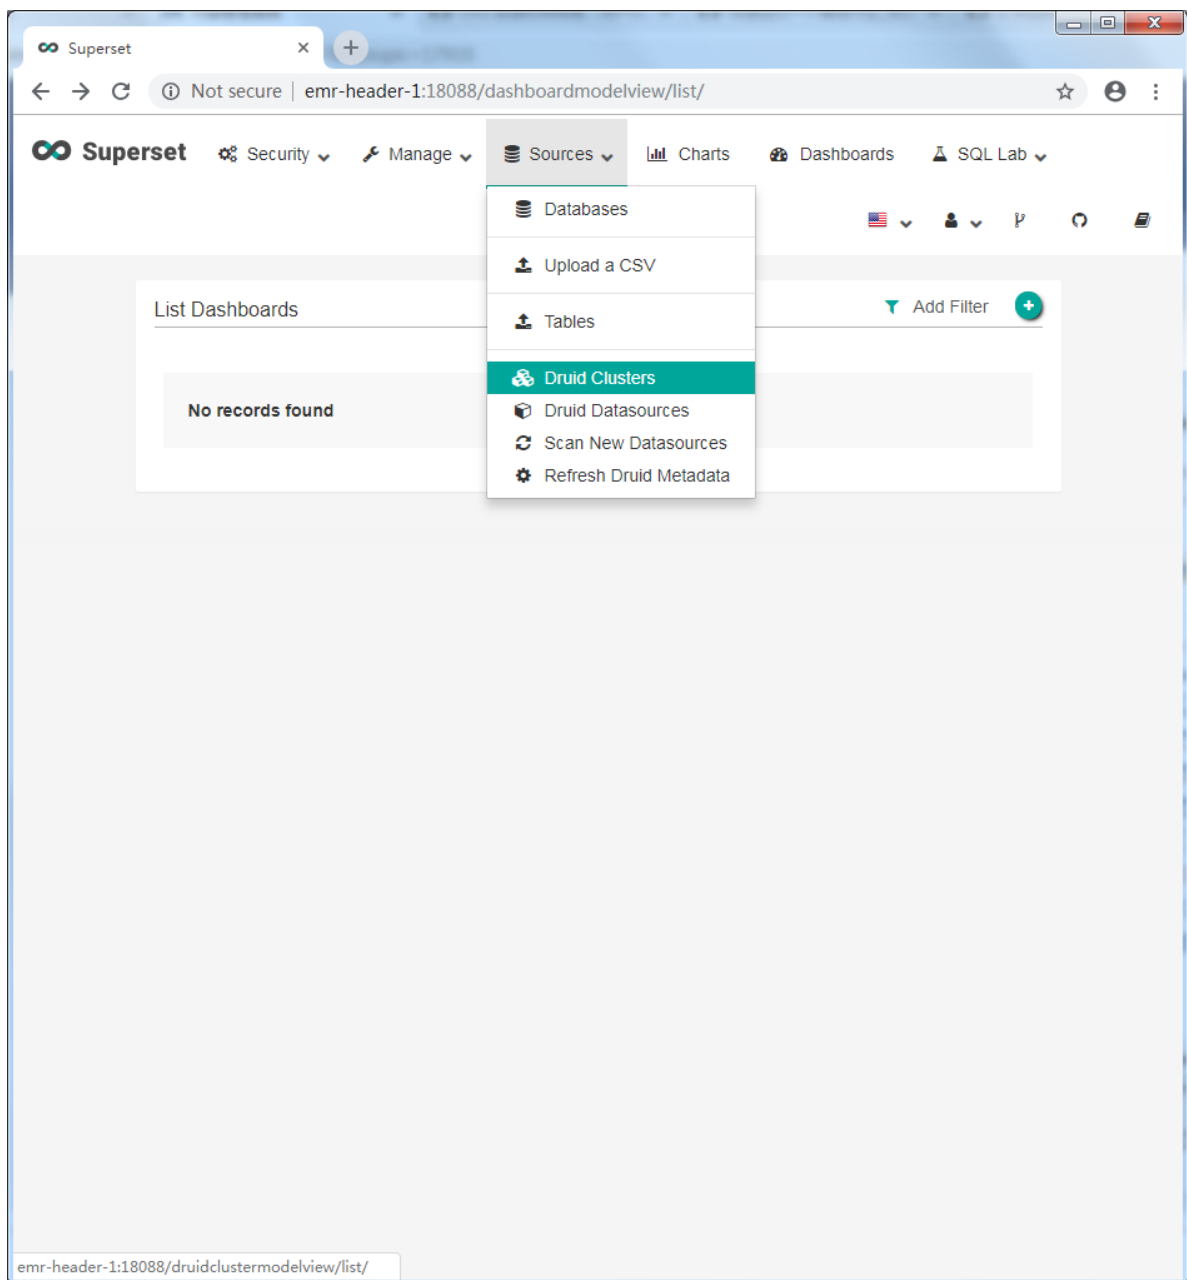 Superset
Not secure | emr-header-1:18088/dashboardmodelview/list/
Superset Security Manage Sources Charts Dashboards SQL Lab
Databases
Upload a CSV
Tables
Druid Clusters
Druid Datasources
Scan New Datasources
Refresh Druid Metadata
List Dashboards
Add Filter
No records found
emr-header-1:18088/druidclustermodelview/list/